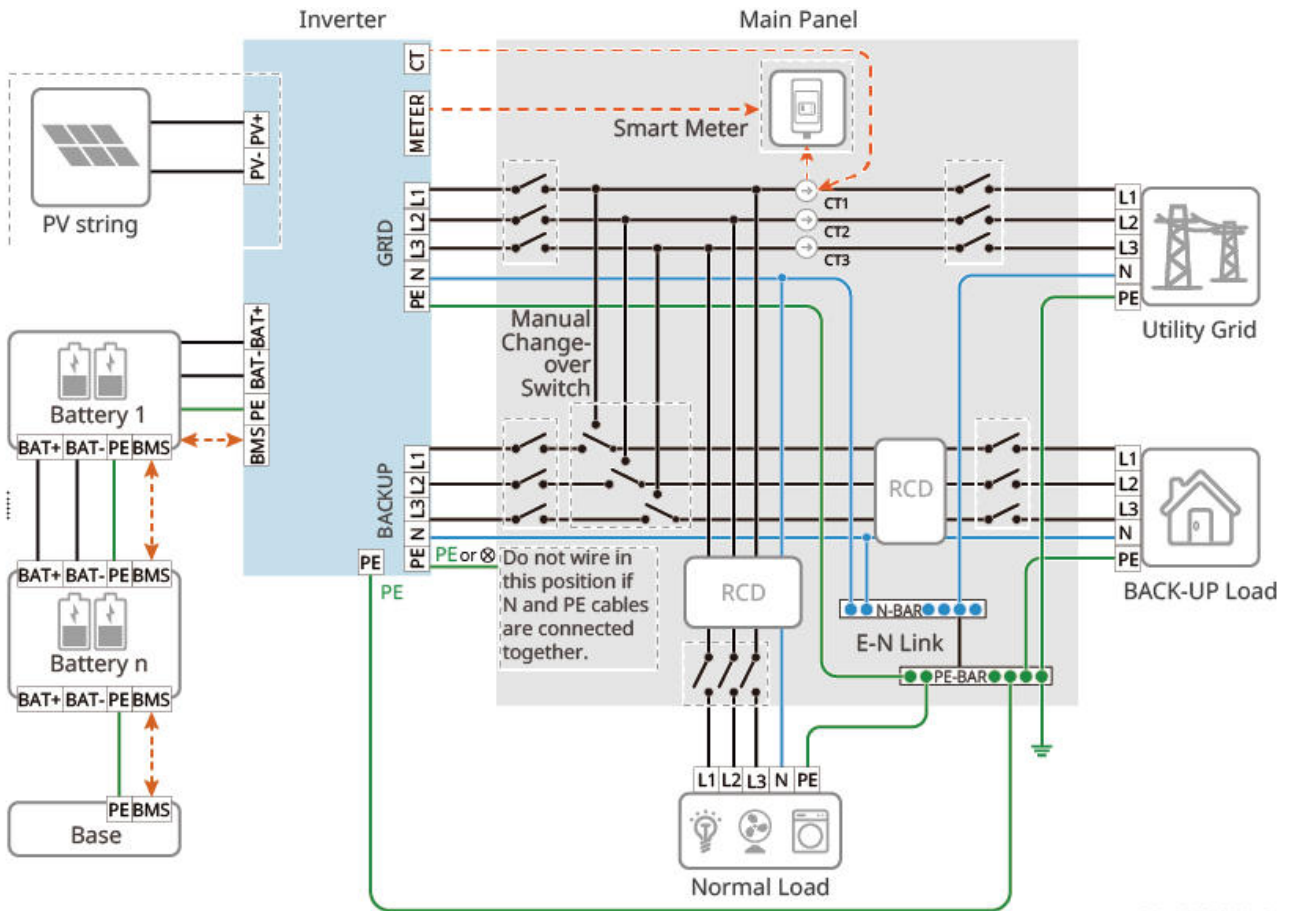 Inverter
Main Panel
CT
METER
Smart Meter
PV+
PV-
PV string
GRID
L1
L2
L3
N
PE
CT1
CT2
CT3
L1
L2
L3
N
PE
Utility Grid
Manual
Change-
over
Switch
BAT+
BAT-
PE
BMS
Battery 1
BAT+ BAT- PE BMS
BACKUP
L1
L2
L3
N
PE
PE or ⊗
PE
PE
Do not wire in
this position if
N and PE cables
are connected
together.
RCD
L1
L2
L3
N
PE
BACK-UP Load
BAT+ BAT- PE BMS
Battery n
BAT+ BAT- PE BMS
RCD
N-BAR
E-N Link
PE-BAR
PE BMS
Base
L1 L2 L3 N PE
Normal Load